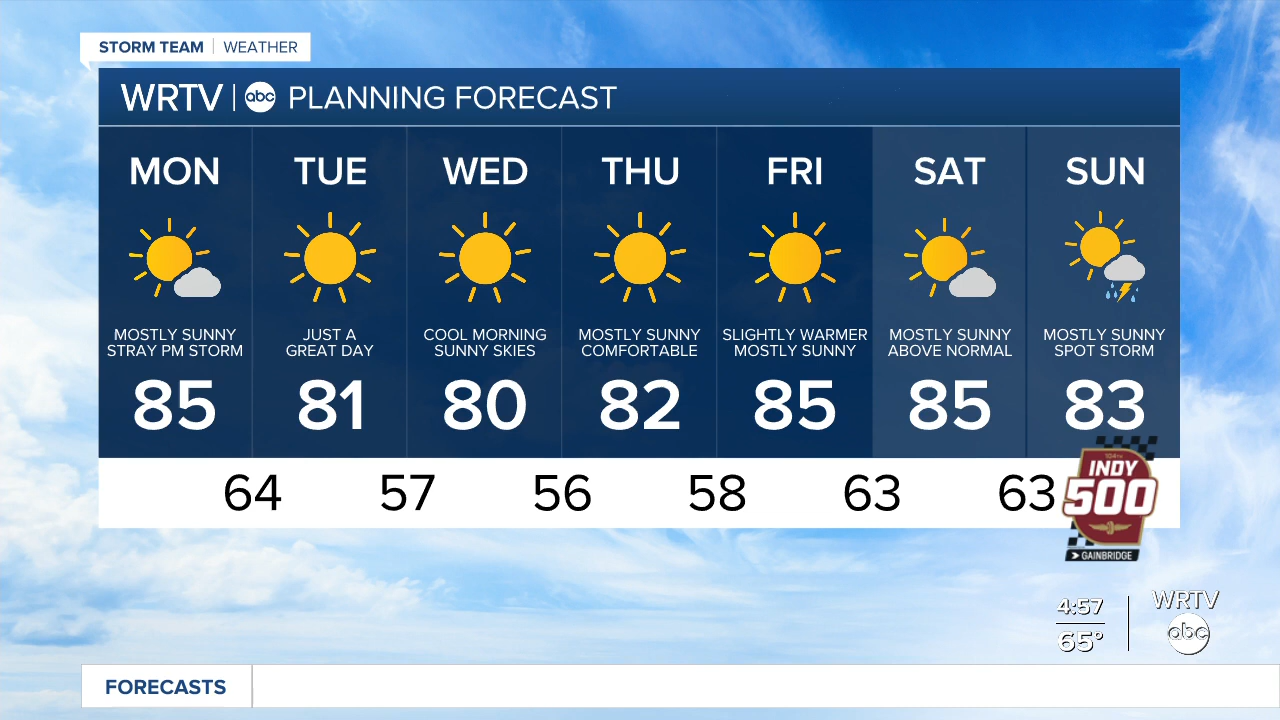 STORM TEAM | WEATHER
WRTV | abc PLANNING FORECAST
MON TUE WED THU FRI SAT SUN
MOSTLY SUNNY
STRAY PM STORM
JUST A
GREAT DAY
COOL MORNING
SUNNY SKIES
MOSTLY SUNNY
COMFORTABLE
SLIGHTLY WARMER
MOSTLY SUNNY
MOSTLY SUNNY
ABOVE NORMAL
MOSTLY SUNNY
SPOT STORM
85 81 80 82 85 85 83
64 57 56 58 63 63
INDY
500
GAINBRIDGE
4:57
65°
WRTV
abc
FORECASTS